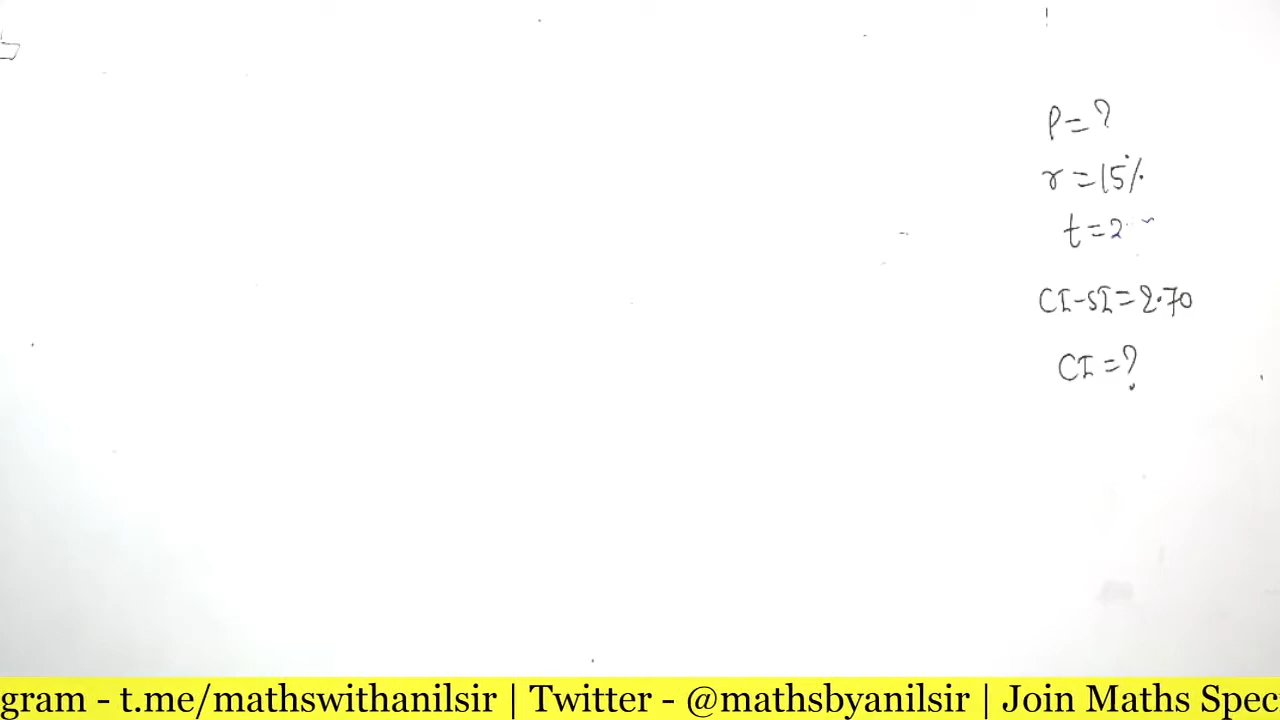 P = ?
r = 15%
t = 2
CI-SI = 2.70
CI = ?
gram - t.me/mathswithanilsir | Twitter - @mathsbyanilsir | Join Maths Spec